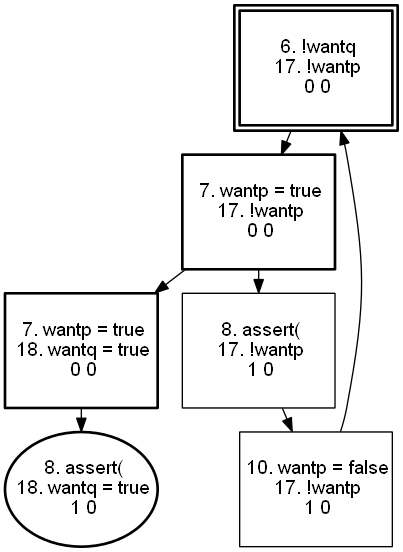 6. !wantq
17. !wantp
0 0
7. wantp = true
17. !wantp
0 0
7. wantp = true
18. wantq = true
0 0
8. assert(
17. !wantp
1 0
8. assert(
18. wantq = true
1 0
10. wantp = false
17. !wantp
1 0